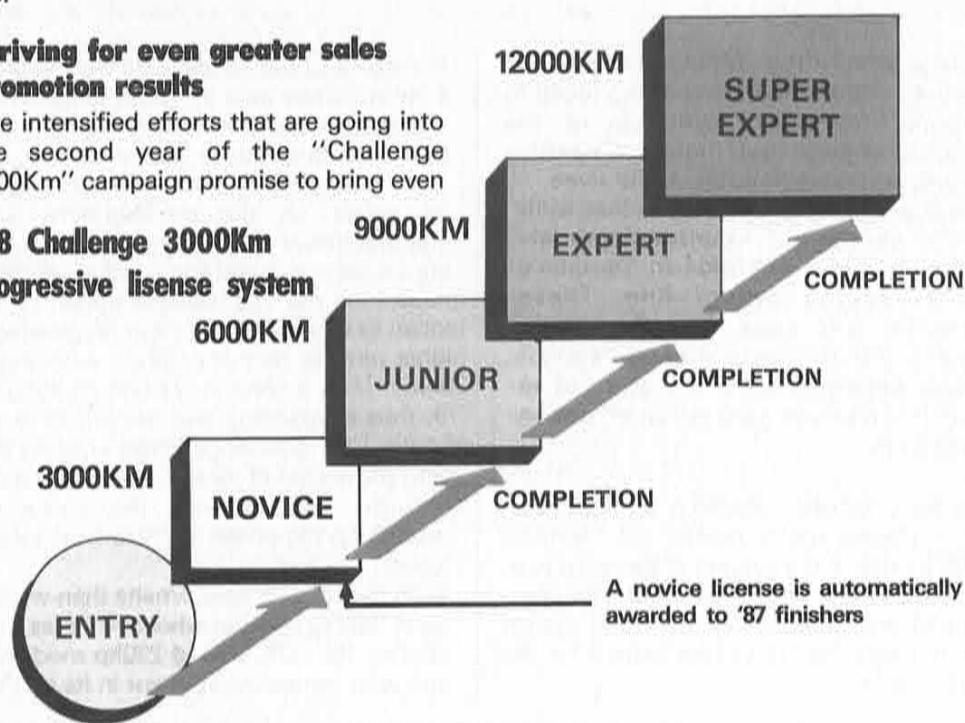 riving for even greater sales
romotion results
e intensified efforts that are going into
e second year of the "Challenge
00Km" campaign promise to bring even
8 Challenge 3000Km
ogressive lisense system
12000KM
SUPER
EXPERT
9000KM
EXPERT
COMPLETION
6000KM
JUNIOR
COMPLETION
3000KM
NOVICE
COMPLETION
ENTRY
A novice license is automatically
awarded to '87 finishers